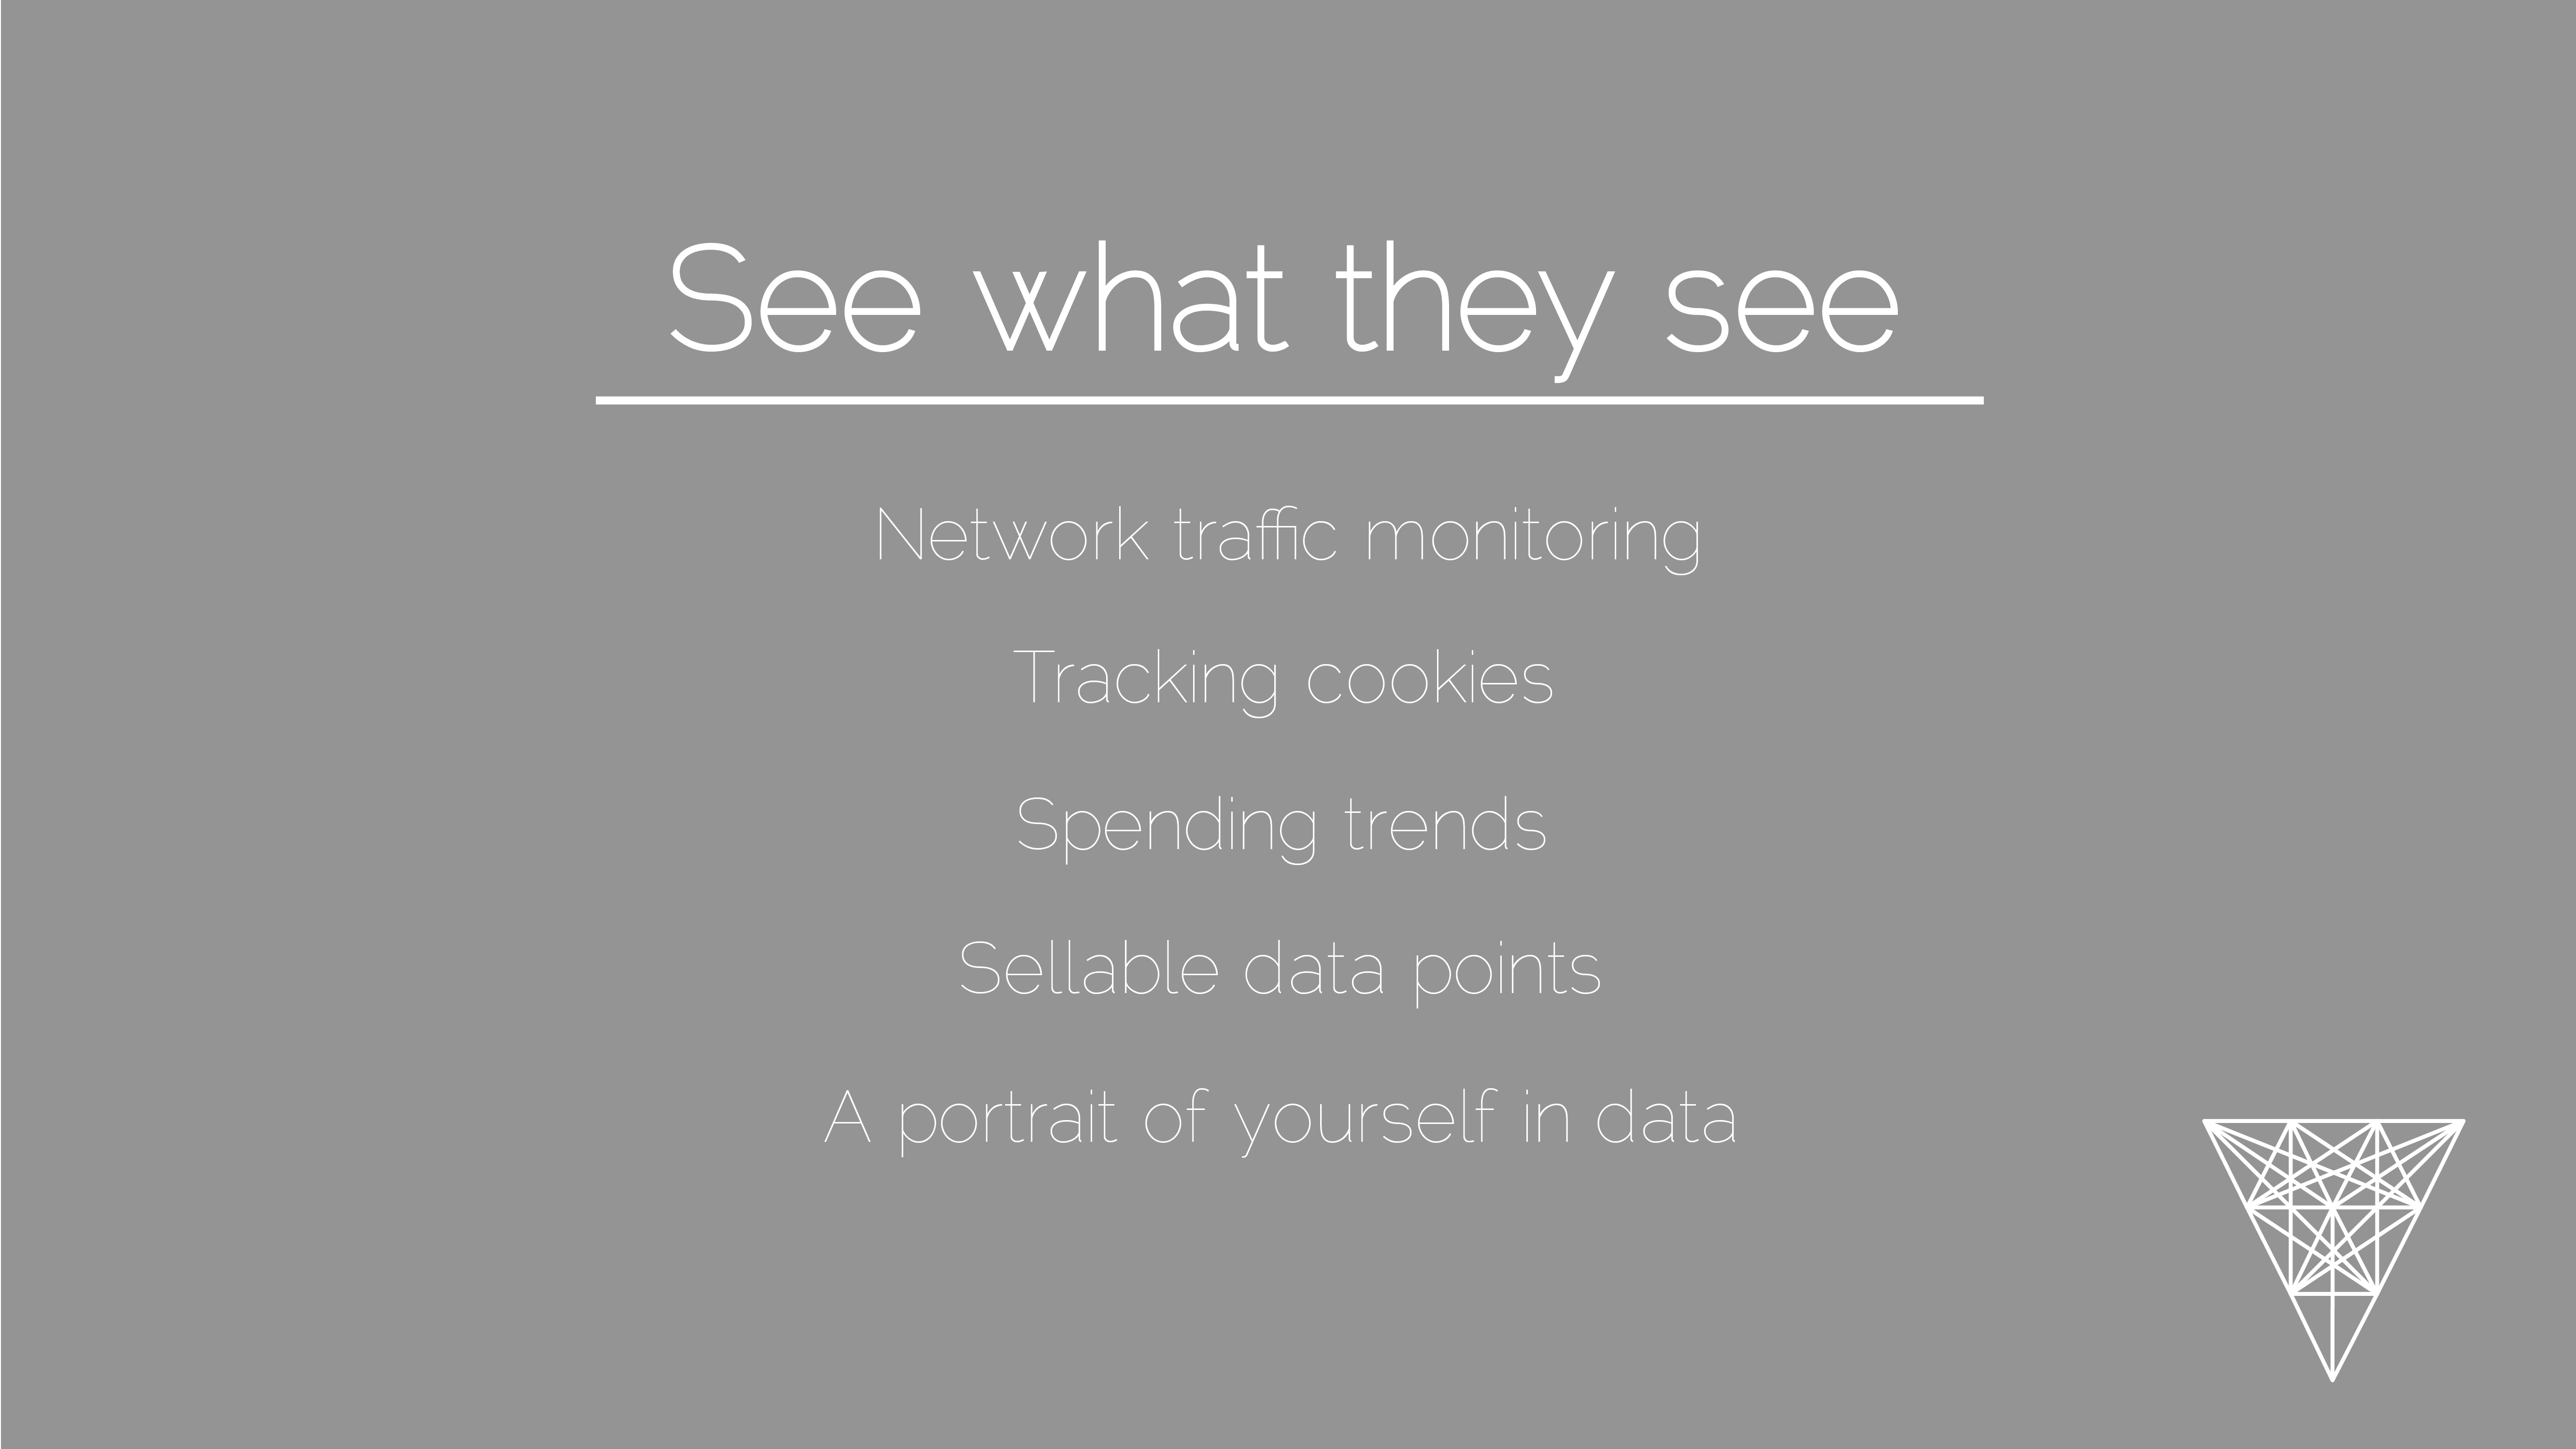 See what they see
Network traffic monitoring
Tracking cookies
Spending trends
Sellable data points
A portrait of yourself in data